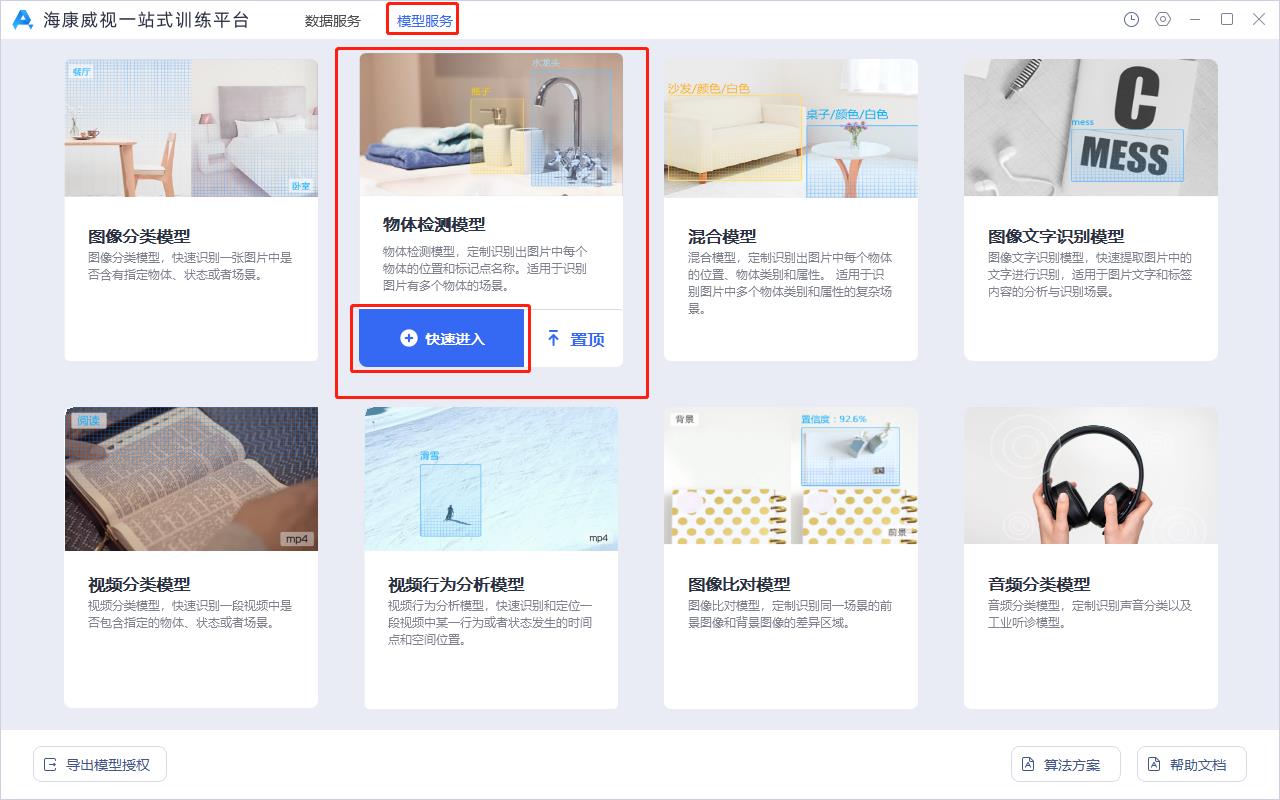 海康威视一站式训练平台
数据服务
模型服务
餐厅
卧室
图像分类模型
图像分类模型，快速识别一张图片中是
否含有指定物体、状态或者场景。
水龙头
瓶子
物体检测模型
物体检测模型，定制识别出图片中每个
物体的位置和标记点名称。适用于识别
图片有多个物体的场景。
快速进入
置顶
沙发/颜色/白色
桌子/颜色/白色
混合模型
混合模型，定制识别出图片中每个物体
的位置、物体类别和属性。 适用于识
别图片中多个物体类别和属性的复杂场
景。
C
mess
MESS
图像文字识别模型
图像文字识别模型，快速提取图片中的
文字进行识别，适用于图片文字和标签
内容的分析与识别场景。
阅读
mp4
视频分类模型
视频分类模型，快速识别一段视频中是
否包含指定的物体、状态或者场景。
滑雪
mp4
视频行为分析模型
视频行为分析模型，快速识别和定位一
段视频中某一行为或者状态发生的时间
点和空间位置。
背景
置信度：92.6%
前景
图像比对模型
图像比对模型，定制识别同一场景的前
景图像和背景图像的差异区域。
音频分类模型
音频分类模型，定制识别声音分类以及
工业听诊模型。
导出模型授权
算法方案
帮助文档